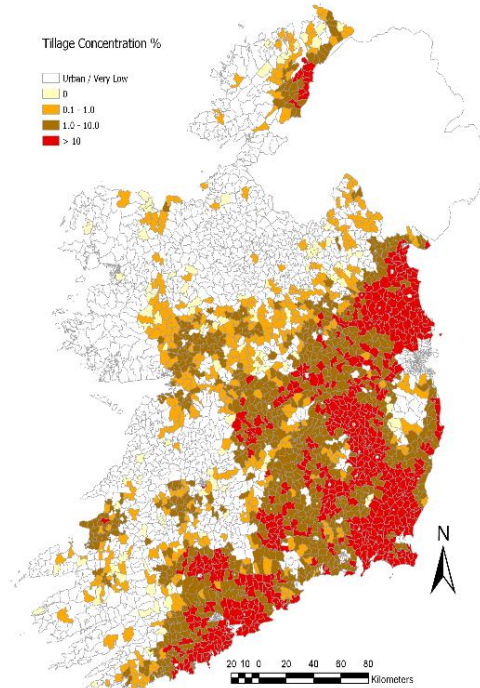 Tillage Concentration %
Urban / Very Low
0
0.1 - 1.0
1.0 - 10.0
> 10
N
20 10 0 20 40 60 80
Kilometers